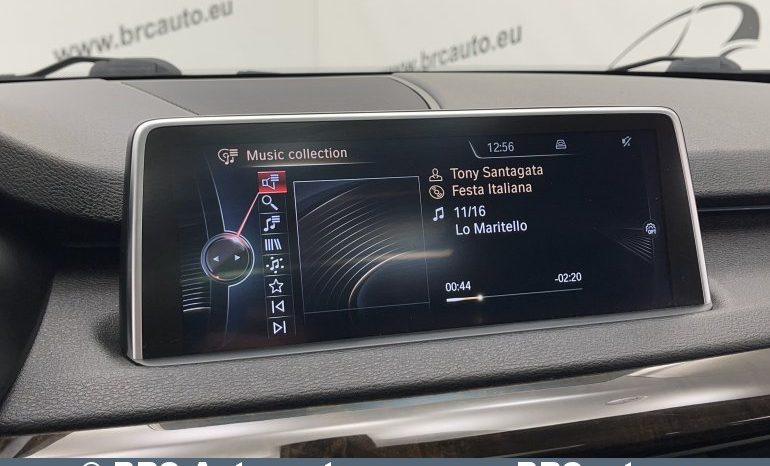 www.brcauto.eu
www.brcauto.eu
Music collection
12:56
Tony Santagata
Festa Italiana
11/16
Lo Maritello
00:44
-02:20
OFF